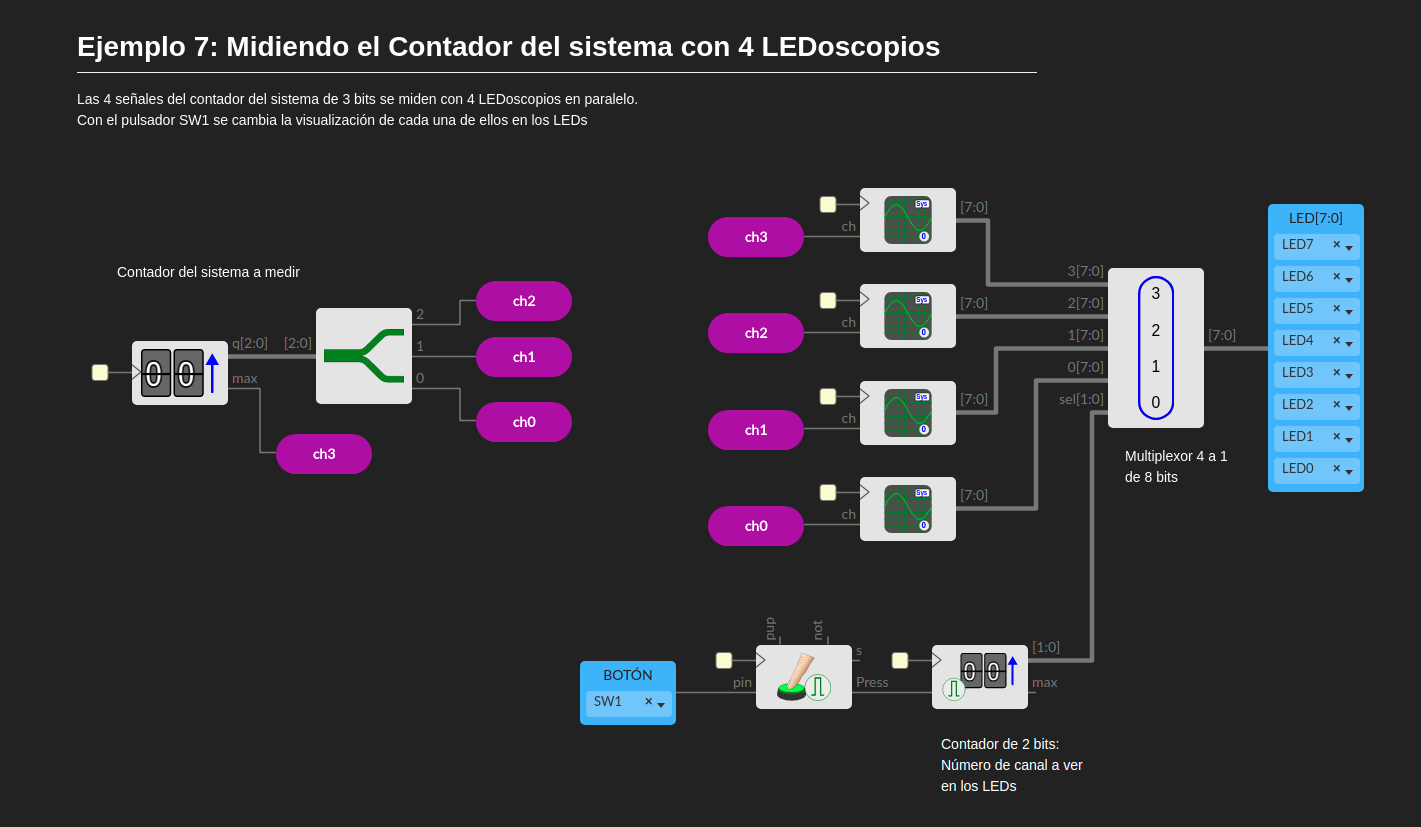 Ejemplo 7: Midiendo el Contador del sistema con 4 LEDoscopios
Las 4 señales del contador del sistema de 3 bits se miden con 4 LEDoscopios en paralelo.
Con el pulsador SW1 se cambia la visualización de cada una de ellos en los LEDs
Contador del sistema a medir
00
q[2:0]
max
[2:0]
2
1
0
ch2
ch1
ch0
ch3
ch3
ch
Sys
0
[7:0]
ch2
ch
Sys
0
[7:0]
ch1
ch
Sys
0
[7:0]
ch0
ch
Sys
0
[7:0]
3[7:0]
2[7:0]
1[7:0]
0[7:0]
sel[1:0]
3
2
1
0
[7:0]
Multiplexor 4 a 1
de 8 bits
LED[7:0]
LED7 ×
LED6 ×
LED5 ×
LED4 ×
LED3 ×
LED2 ×
LED1 ×
LED0 ×
BOTÓN
SW1 ×
pin
pup
not
s
Press
00
[1:0]
max
Contador de 2 bits:
Número de canal a ver
en los LEDs